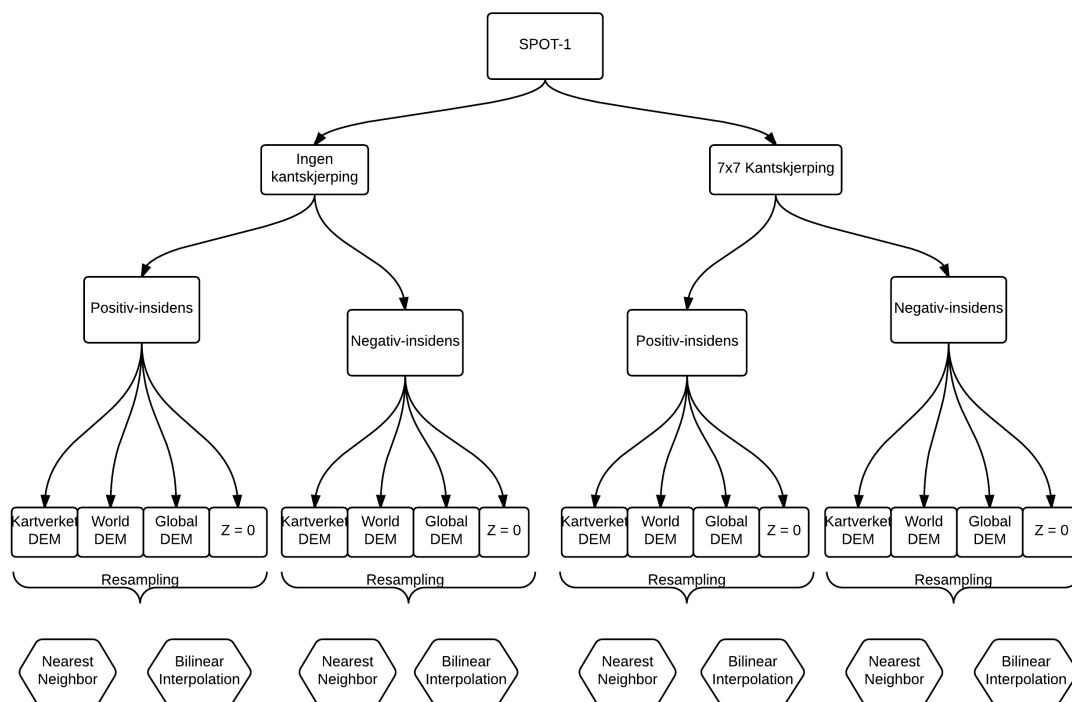 SPOT-1
Ingen
kantskjerping
7x7 Kantskjerping
Positiv-insidens
Negativ-insidens
Positiv-insidens
Negativ-insidens
Kartverket
DEM
World
DEM
Global
DEM
Z = 0
Kartverket
DEM
World
DEM
Global
DEM
Z = 0
Kartverket
DEM
World
DEM
Global
DEM
Z = 0
Kartverket
DEM
World
DEM
Global
DEM
Z = 0
Resampling
Resampling
Resampling
Resampling
Nearest
Neighbor
Bilinear
Interpolation
Nearest
Neighbor
Bilinear
Interpolation
Nearest
Neighbor
Bilinear
Interpolation
Nearest
Neighbor
Bilinear
Interpolation